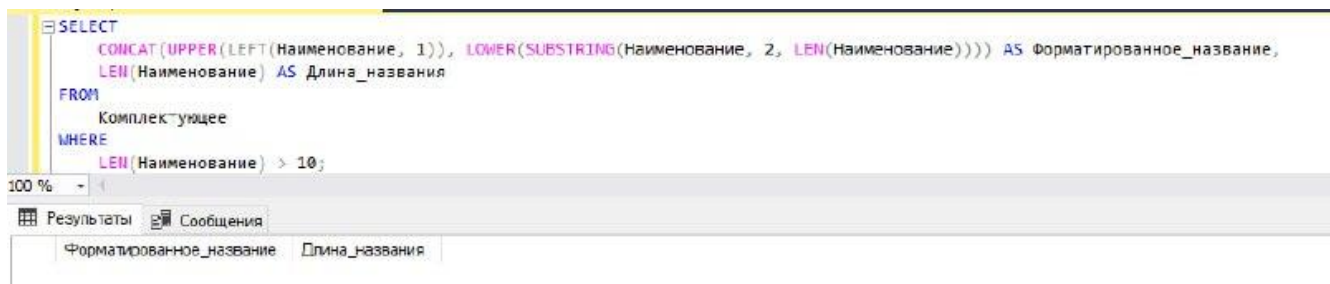 SELECT
CONCAT(UPPER(LEFT(Наименование, 1)), LOWER(SUBSTRING(Наименование, 2, LEN(Наименование)))) AS Форматированное_название,
LEN(Наименование) AS Длина_названия
FROM
Комплектующее
WHERE
LEN(Наименование) > 10;
100 %
Результаты Сообщения
Форматированное_название Длина_названия